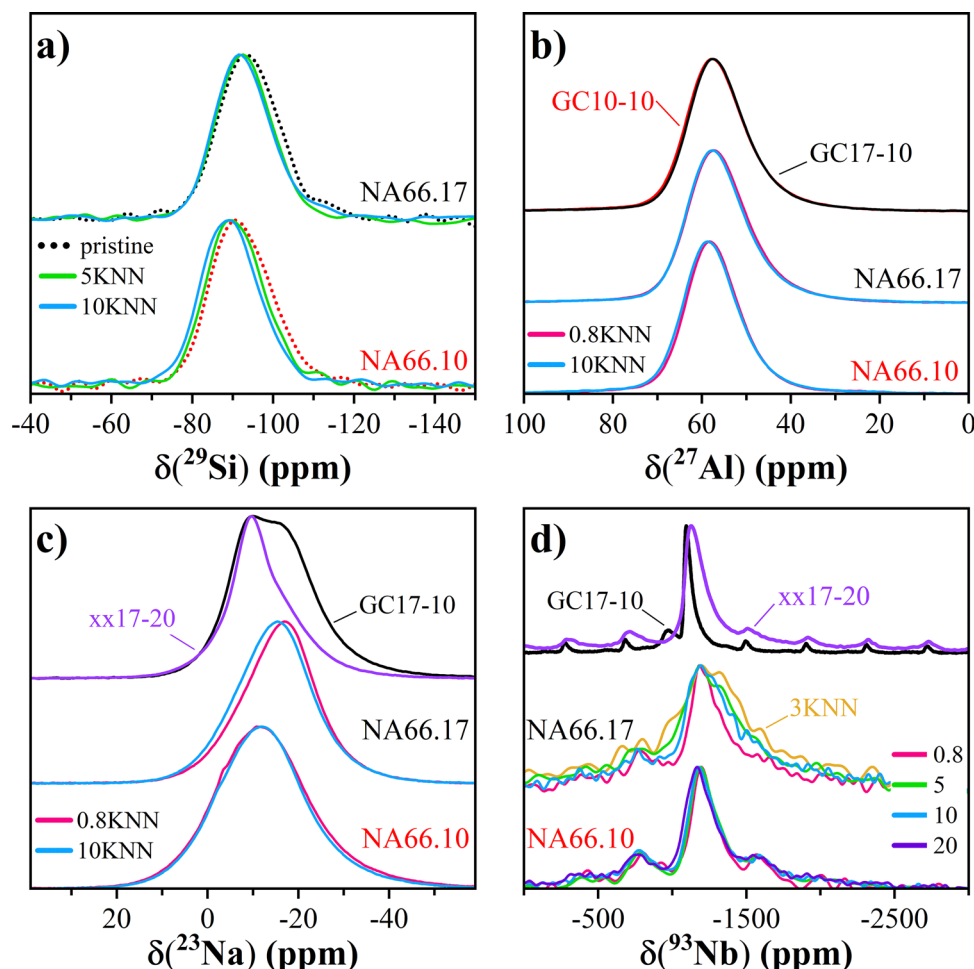 a)
NA66.17
pristine
5KNN
10KNN
NA66.10
-40 -60 -80 -100 -120 -140
δ(²⁹Si) (ppm)
b)
GC10-10
GC17-10
NA66.17
0.8KNN
10KNN
NA66.10
100 80 60 40 20 0
δ(²⁷Al) (ppm)
c)
xx17-20
GC17-10
NA66.17
0.8KNN
10KNN
NA66.10
20 0 -20 -40
δ(²³Na) (ppm)
d)
GC17-10
xx17-20
3KNN
NA66.17
0.8
5
10
20
NA66.10
-500 -1500 -2500
δ(⁹³Nb) (ppm)